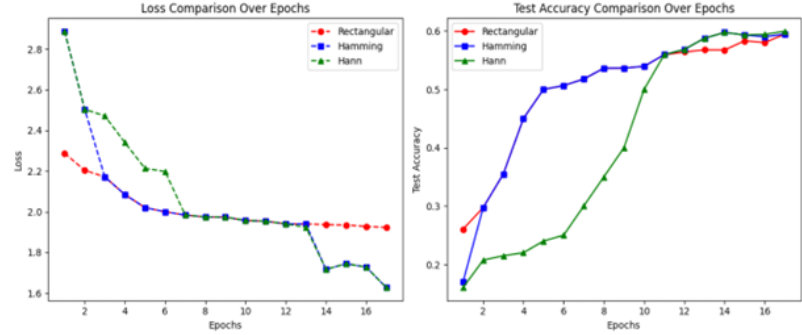 Loss Comparison Over Epochs
Rectangular
Hamming
Hann
2.8
2.6
2.4
2.2
2.0
1.8
1.6
Loss
2 4 6 8 10 12 14 16
Epochs
Test Accuracy Comparison Over Epochs
Rectangular
Hamming
Hann
0.6
0.5
0.4
0.3
0.2
Test Accuracy
2 4 6 8 10 12 14 16
Epochs